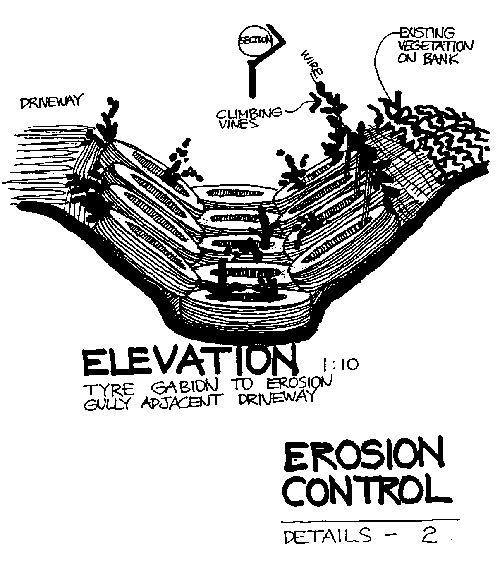 SECTION
WIRE
EXISTING
VEGETATION
ON BANK
DRIVEWAY
CLIMBING
VINES
ELEVATION 1:10
TYRE GABION TO EROSION
GULLY ADJACENT DRIVEWAY
EROSION
CONTROL
DETAILS - 2